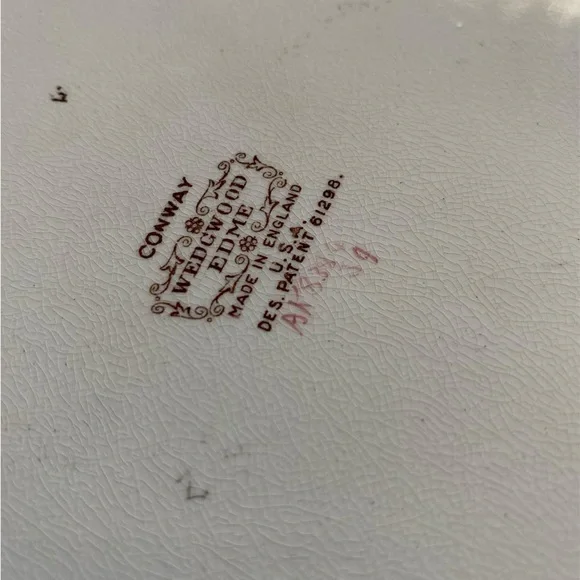 CONWAY
WEDGWOOD
EDME
MADE IN ENGLAND
U.S.A.
DES. PATENT 61298.